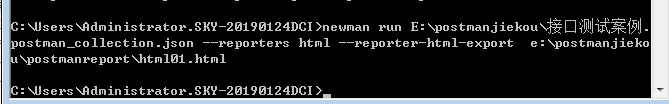 C:\Users\Administrator.SKY-20190124DCI>newman run E:\postmanjiekou\接口测试案例.
postman_collection.json --reporters html --reporter-html-export  e:\postmanjieko
u\postmanreport\html01.html
C:\Users\Administrator.SKY-20190124DCI>